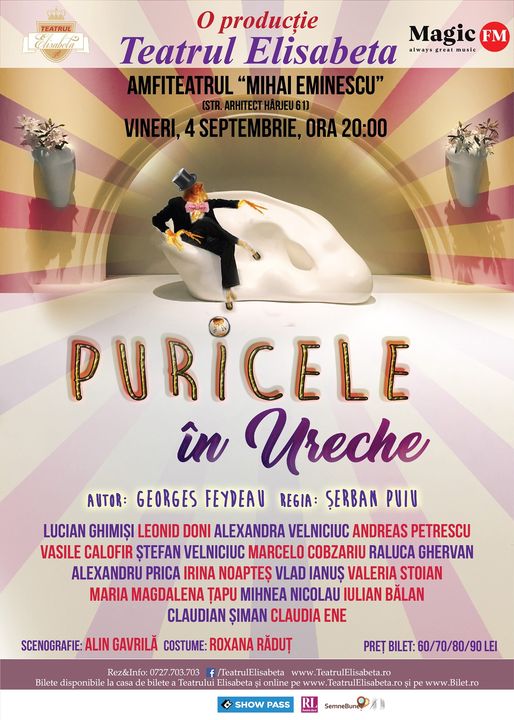 TEATRUL
Elisabeta
O producție
Teatrul Elisabeta
Magic FM
always great music
AMFITEATRUL “MIHAI EMINESCU”
(STR. ARHITECT HÂRJEU 61)
VINERI, 4 SEPTEMBRIE, ORA 20:00
PURICELE
în Ureche
AUTOR: GEORGES FEYDEAU REGIA: ȘERBAN PUIU
LUCIAN GHIMIȘI LEONID DONI ALEXANDRA VELNICIUC ANDREAS PETRESCU
VASILE CALOFIR ȘTEFAN VELNICIUC MARCELO COBZARIU RALUCA GHERVAN
ALEXANDRU PRICA IRINA NOAPTEȘ VLAD IANUȘ VALERIA STOIAN
MARIA MAGDALENA ȚAPU MIHNEA NICOLAU IULIAN BĂLAN
CLAUDIAN ȘIMAN CLAUDIA ENE
SCENOGRAFIE: ALIN GAVRILĂ COSTUME: ROXANA RĂDUȚ PREȚ BILET: 60/70/80/90 LEI
Rez&Info: 0727.703.703 f /TeatrulElisabeta www.TeatrulElisabeta.ro
Bilete disponibile la casa de bilete a Teatrului Elisabeta și online pe www.TeatrulElisabeta.ro și pe www.Bilet.ro
SHOW PASS RL SemneBune